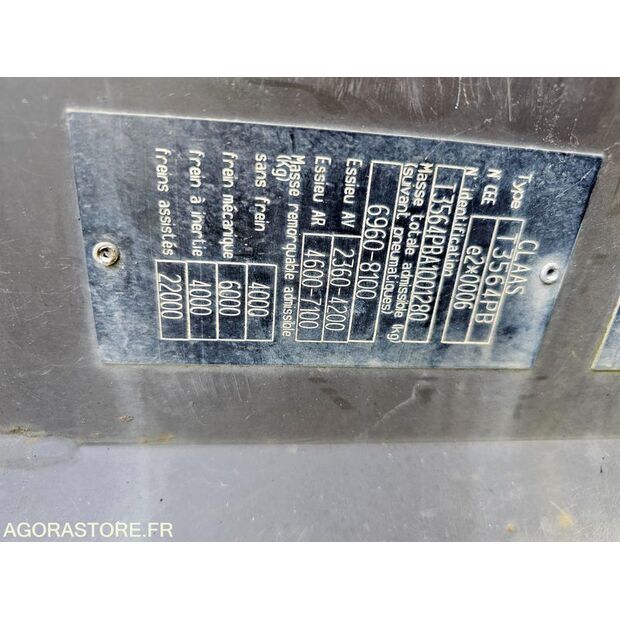 CLAAS
Type T3564PB
N° CEE e2*0006
N. identification
T3564PBJA1001280
Masse totale admissible (kg)
(suivant pneumatiques)
6960-8100
Essieu AV 2360-4200
Essieu AR 4600-7100
Masse remorquable admissible
(kg)
sans frein 4000
frein mécanique 6000
frein à inertie 4000
freins assistés 22000
AGORASTORE.FR